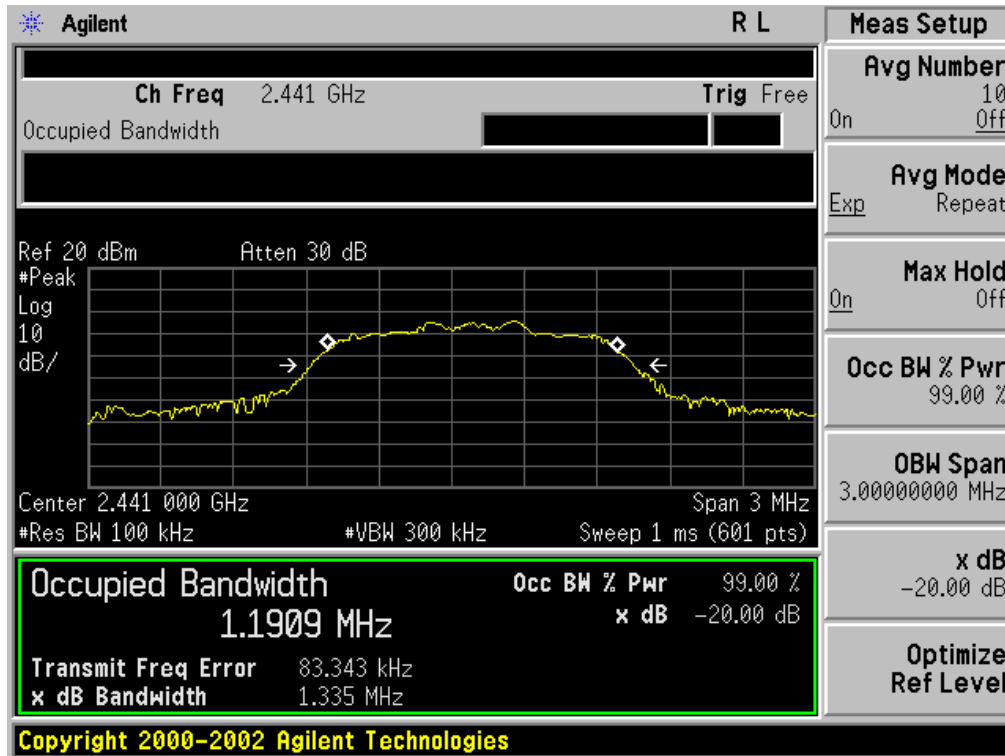 Agilent R L Meas Setup
Ch Freq 2.441 GHz Trig Free
Occupied Bandwidth
Ref 20 dBm Atten 30 dB
#Peak
Log
10
dB/
Center 2.441 000 GHz Span 3 MHz
#Res BW 100 kHz #VBW 300 kHz Sweep 1 ms (601 pts)
Occupied Bandwidth Occ BW % Pwr 99.00 %
1.1909 MHz x dB -20.00 dB
Transmit Freq Error 83.343 kHz
x dB Bandwidth 1.335 MHz
Avg Number
10
On Off
Avg Mode
Exp Repeat
Max Hold
On Off
Occ BW % Pwr
99.00 %
OBW Span
3.00000000 MHz
x dB
-20.00 dB
Optimize
Ref Level
Copyright 2000-2002 Agilent Technologies